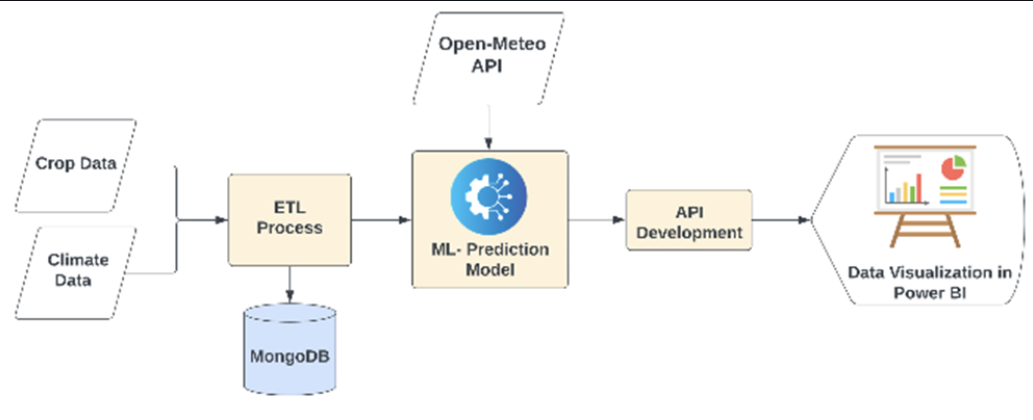 Open-Meteo
API
Crop Data
Climate
Data
ETL
Process
MongoDB
ML- Prediction
Model
API
Development
Data Visualization in
Power BI